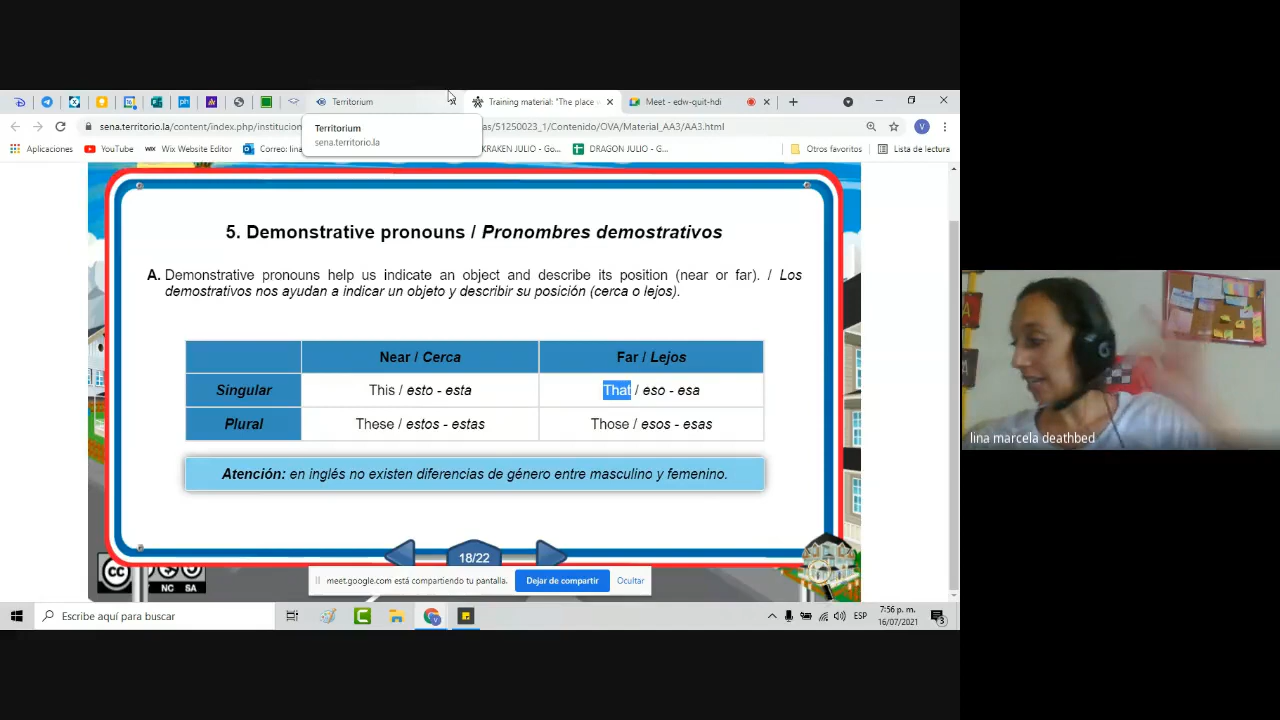 Territorium
Training material: "The place
Meet - edw-quit-hdi
sena.territorio.la/content/index.php/institucion
as/51250023_1/Contenido/OVA/Material_AA3/AA3.html
Territorium
sena.territorio.la
Aplicaciones
YouTube
Wix Website Editor
Correo: lina
KRAKEN JULIO - Go...
DRAGON JULIO - G...
Otros favoritos
Lista de lectura
5. Demonstrative pronouns / Pronombres demostrativos
A. Demonstrative pronouns help us indicate an object and describe its position (near or far). / Los
demostrativos nos ayudan a indicar un objeto y describir su posición (cerca o lejos).
Near / Cerca
Far / Lejos
Singular
This / esto - esta
That / eso - esa
Plural
These / estos - estas
Those / esos - esas
Atención: en inglés no existen diferencias de género entre masculino y femenino.
18/22
cc
NC SA
meet.google.com está compartiendo tu pantalla.
Dejar de compartir
Ocultar
lina marcela deathbed
Escribe aquí para buscar
ESP
7:56 p. m.
16/07/2021
3